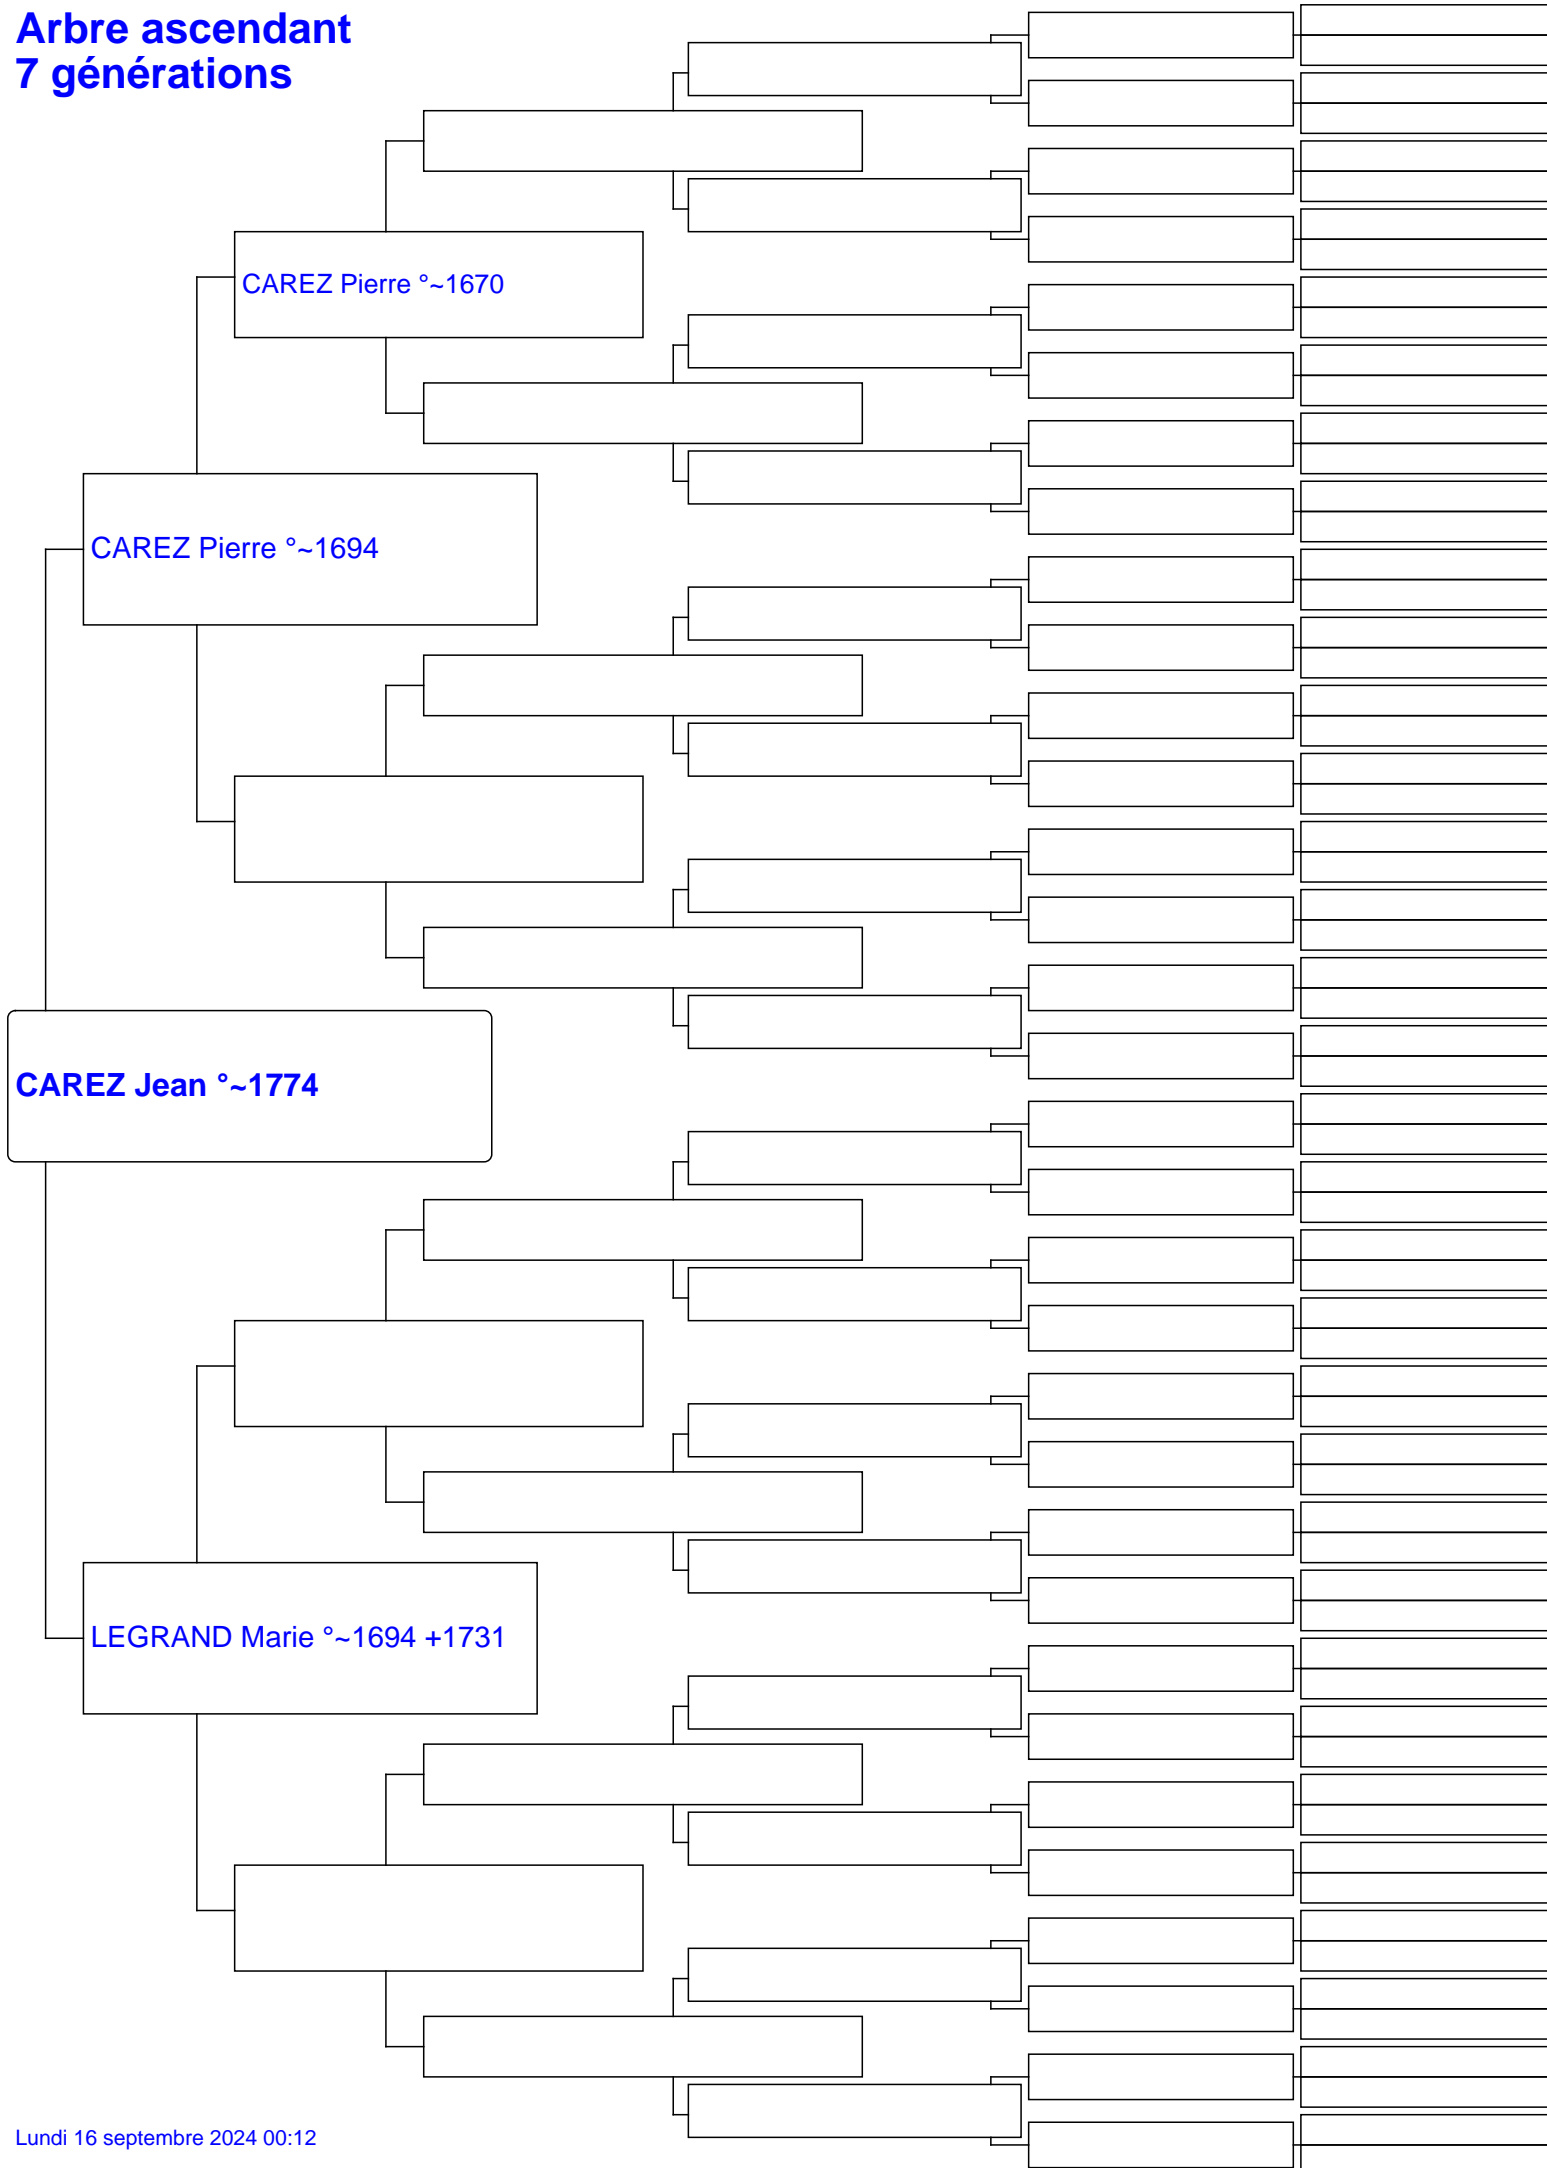 Arbre ascendant
7 générations
CAREZ Pierre °~1670
CAREZ Pierre °~1694
CAREZ Jean °~1774
LEGRAND Marie °~1694 +1731
Lundi 16 septembre 2024 00:12